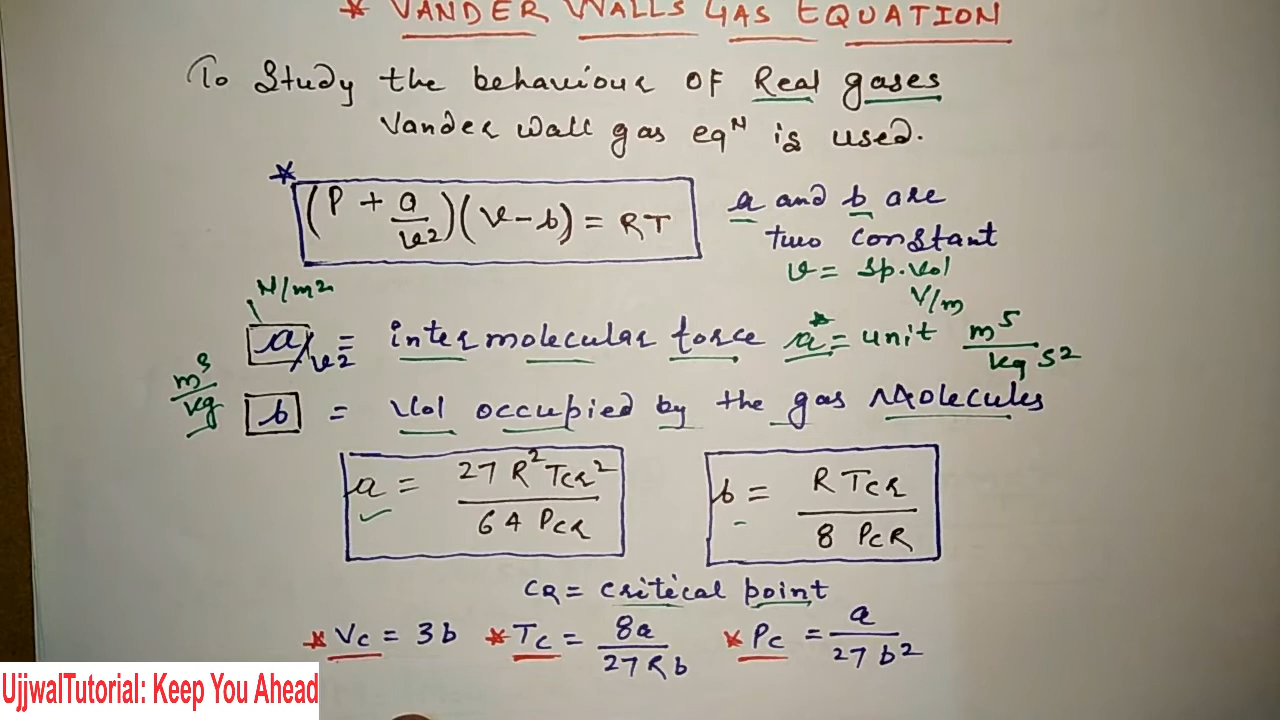 * VANDER WALLS GAS EQUATION
To Study the behaviour OF Real gases
Vander wall gas eqᴺ is used.
* (P + a/v²)(v-b) = RT
a and b are
two constant
v = sp.vol
V/m
N/m²
a/v² = inter molecular force a* = unit m⁵/kg s²
m³/kg b = Vol occupied by the gas Molecules
a = 27 R² TCR² / 64 PCR
b = R TCR / 8 PCR
CR = critical point
* Vc = 3b * Tc = 8a / 27Rb * Pc = a / 27b²
UjjwalTutorial: Keep You Ahead